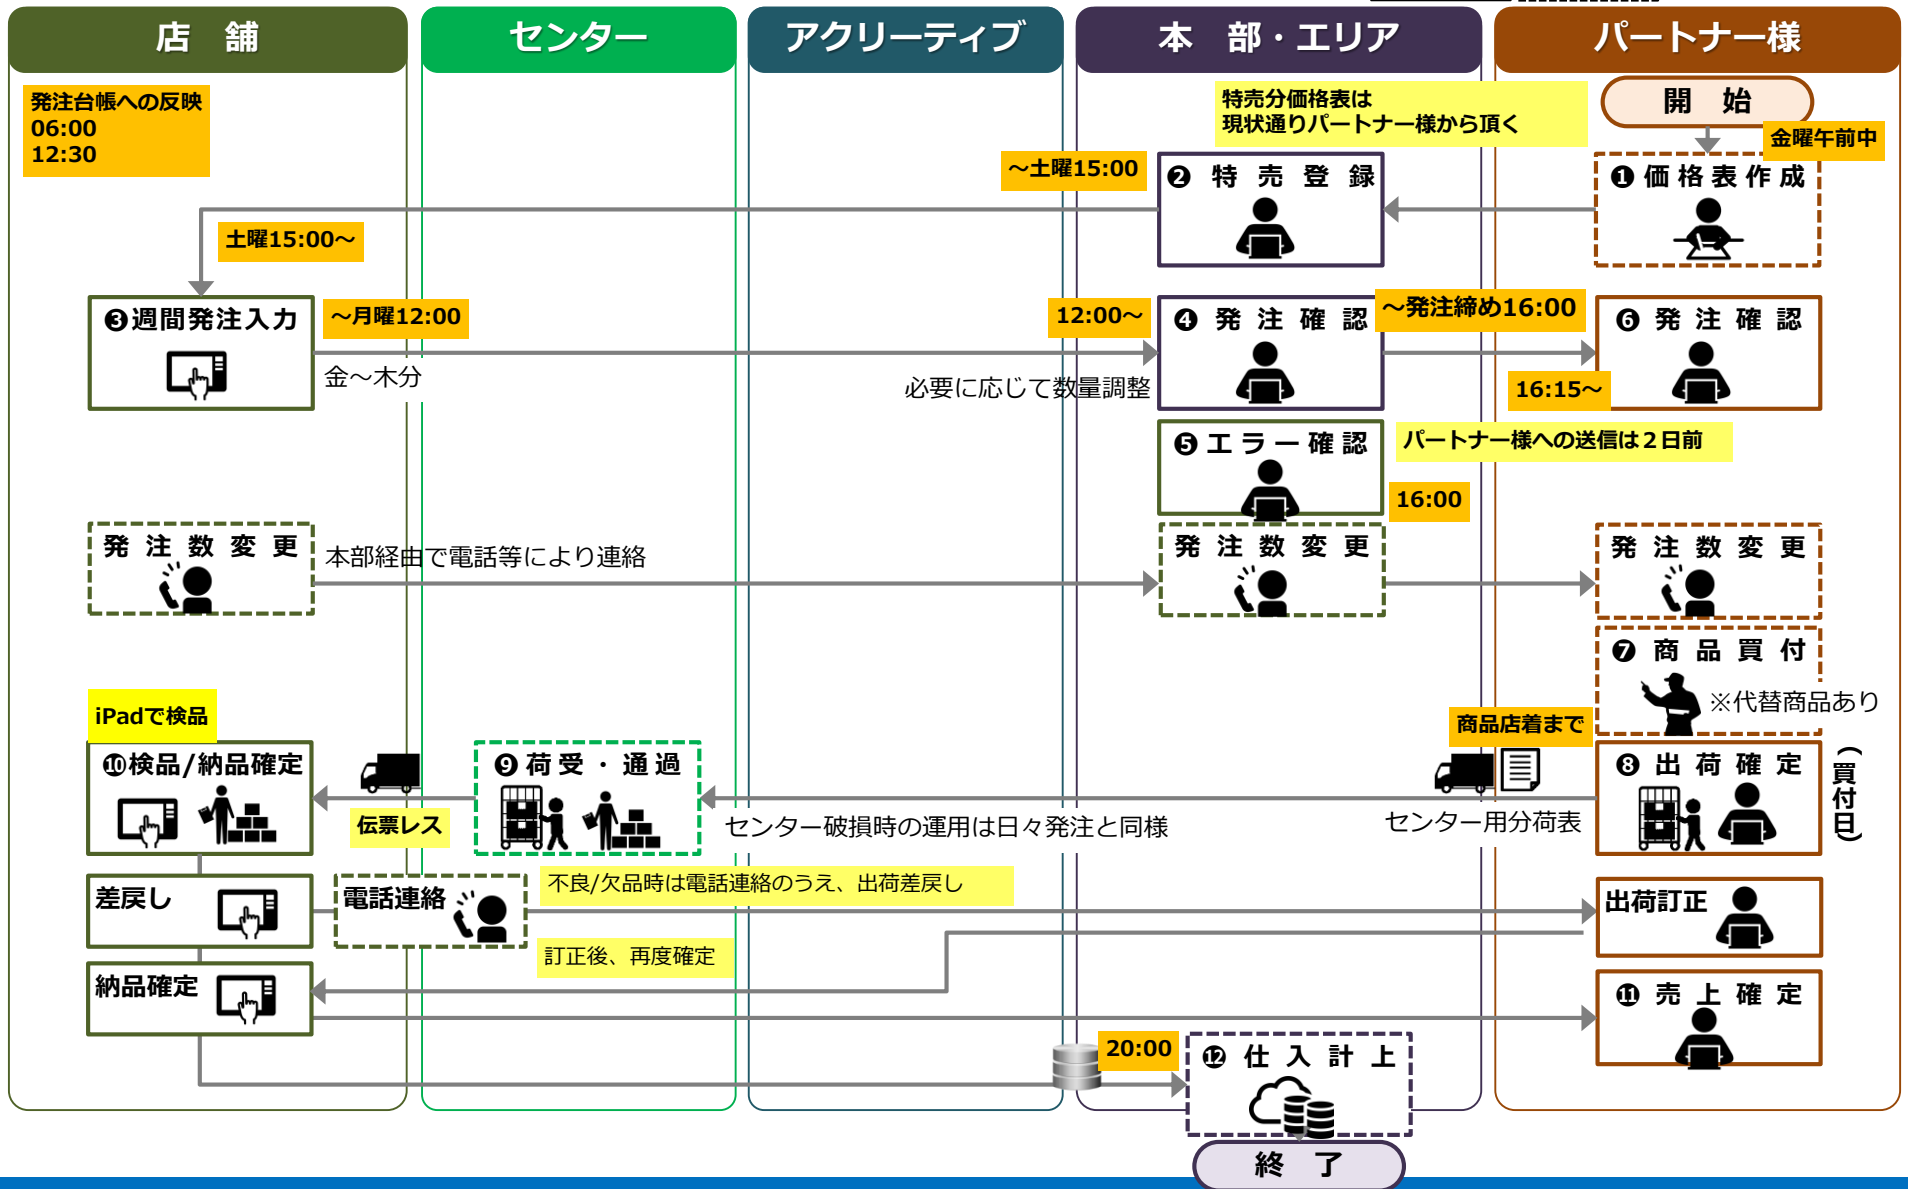 店 舗
センター
アクリーティブ
本 部・エリア
パートナー様
発注台帳への反映
06:00
12:30
特売分価格表は
現状通りパートナー様から頂く
開 始
金曜午前中
～土曜15:00
❷特売登録
❶価格表作成
土曜15:00～
❸週間発注入力
～月曜12:00
金～木分
12:00～
必要に応じて数量調整
❹発注確認
～発注締め16:00
❻発注確認
16:15～
❺エラー確認
パートナー様への送信は２日前
16:00
発注数変更
本部経由で電話等により連絡
発注数変更
発注数変更
❼商品買付
※代替商品あり
iPadで検品
商品店着まで
❿検品/納品確定
伝票レス
❾荷受・通過
センター破損時の運用は日々発注と同様
センター用分荷表
❽出荷確定
（買付日）
差戻し
電話連絡
不良/欠品時は電話連絡のうえ、出荷差戻し
出荷訂正
訂正後、再度確定
納品確定
⓫売上確定
20:00
⓬仕入計上
終 了